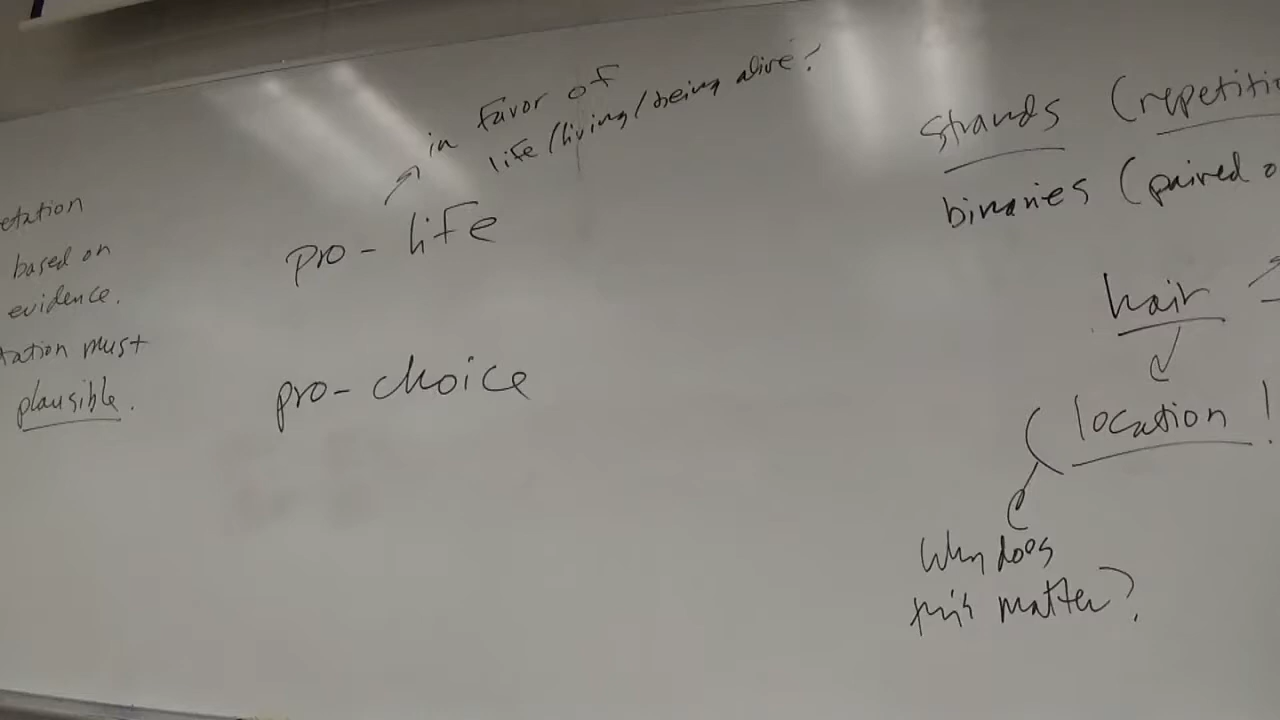 etation
based on
evidence.
tation must
plausible.
in favor of
life/living/being alive?
pro-life
pro-choice
strands (repetiti
binaries (paired o
hair
(location!
Why does
this matter?